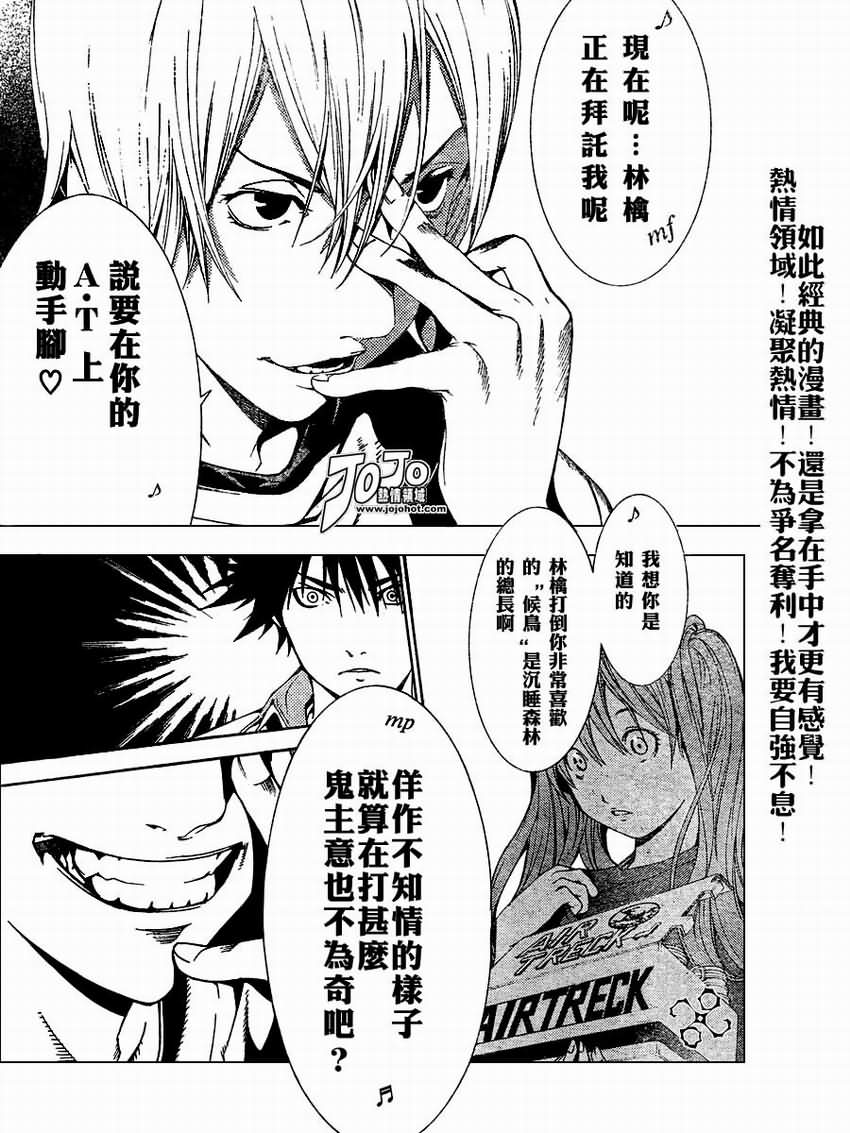 ♪
現在呢…林檎
正在拜託我呢
mf
説要在你的
A・T上
動手腳♡
♪
JOJO
熱情領域
www.jojohot.com
♪
我想你是
知道的
林檎打倒你非常喜歡
的〝候鳥〝是沉睡森林
的總長啊
mp
佯作不知情的樣子
就算在打甚麼
鬼主意也不為奇吧？
♬
AIR
TRECK
AIRTRECK
如此經典的漫畫！還是拿在手中才更有感覺！
熱情領域！凝聚熱情！不為爭名奪利！我要自強不息！